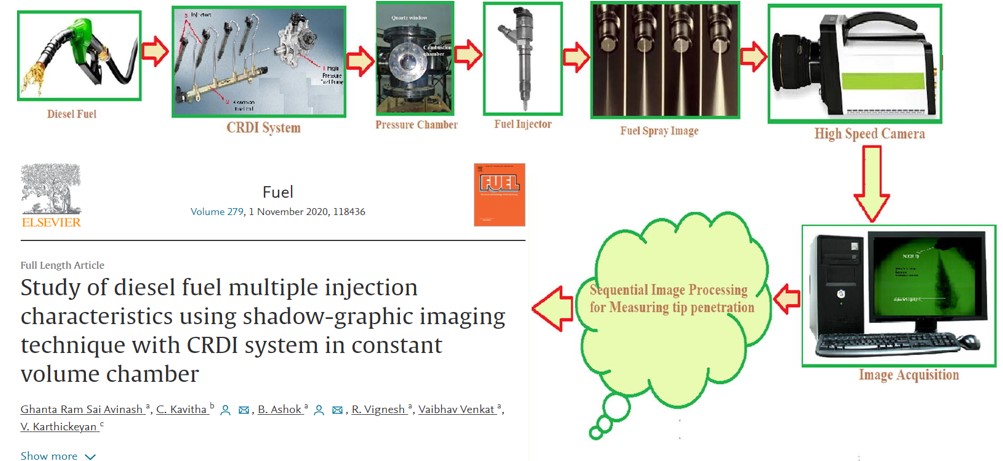 Quartz window
Combustion
chamber
Diesel Fuel
CRDI System
Pressure Chamber
Fuel Injector
Fuel Spray Image
High Speed Camera
Image Acquisition
Sequential Image Processing
for Measuring tip penetration
ELSEVIER
Fuel
Volume 279, 1 November 2020, 118436
FUEL
Full Length Article
Study of diesel fuel multiple injection
characteristics using shadow-graphic imaging
technique with CRDI system in constant
volume chamber
Ghanta Ram Sai Avinash a, C. Kavitha b, B. Ashok a, R. Vignesh a, Vaibhav Venkat a,
V. Karthickeyan c
Show more